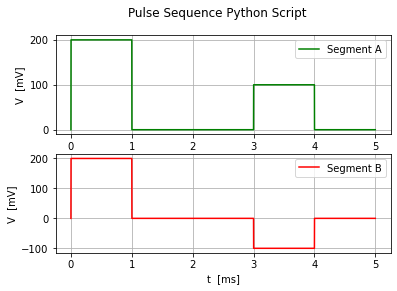 Pulse Sequence Python Script
200
100
0
V [mV]
Segment A
0 1 2 3 4 5
200
100
0
−100
V [mV]
Segment B
0 1 2 3 4 5
t [ms]